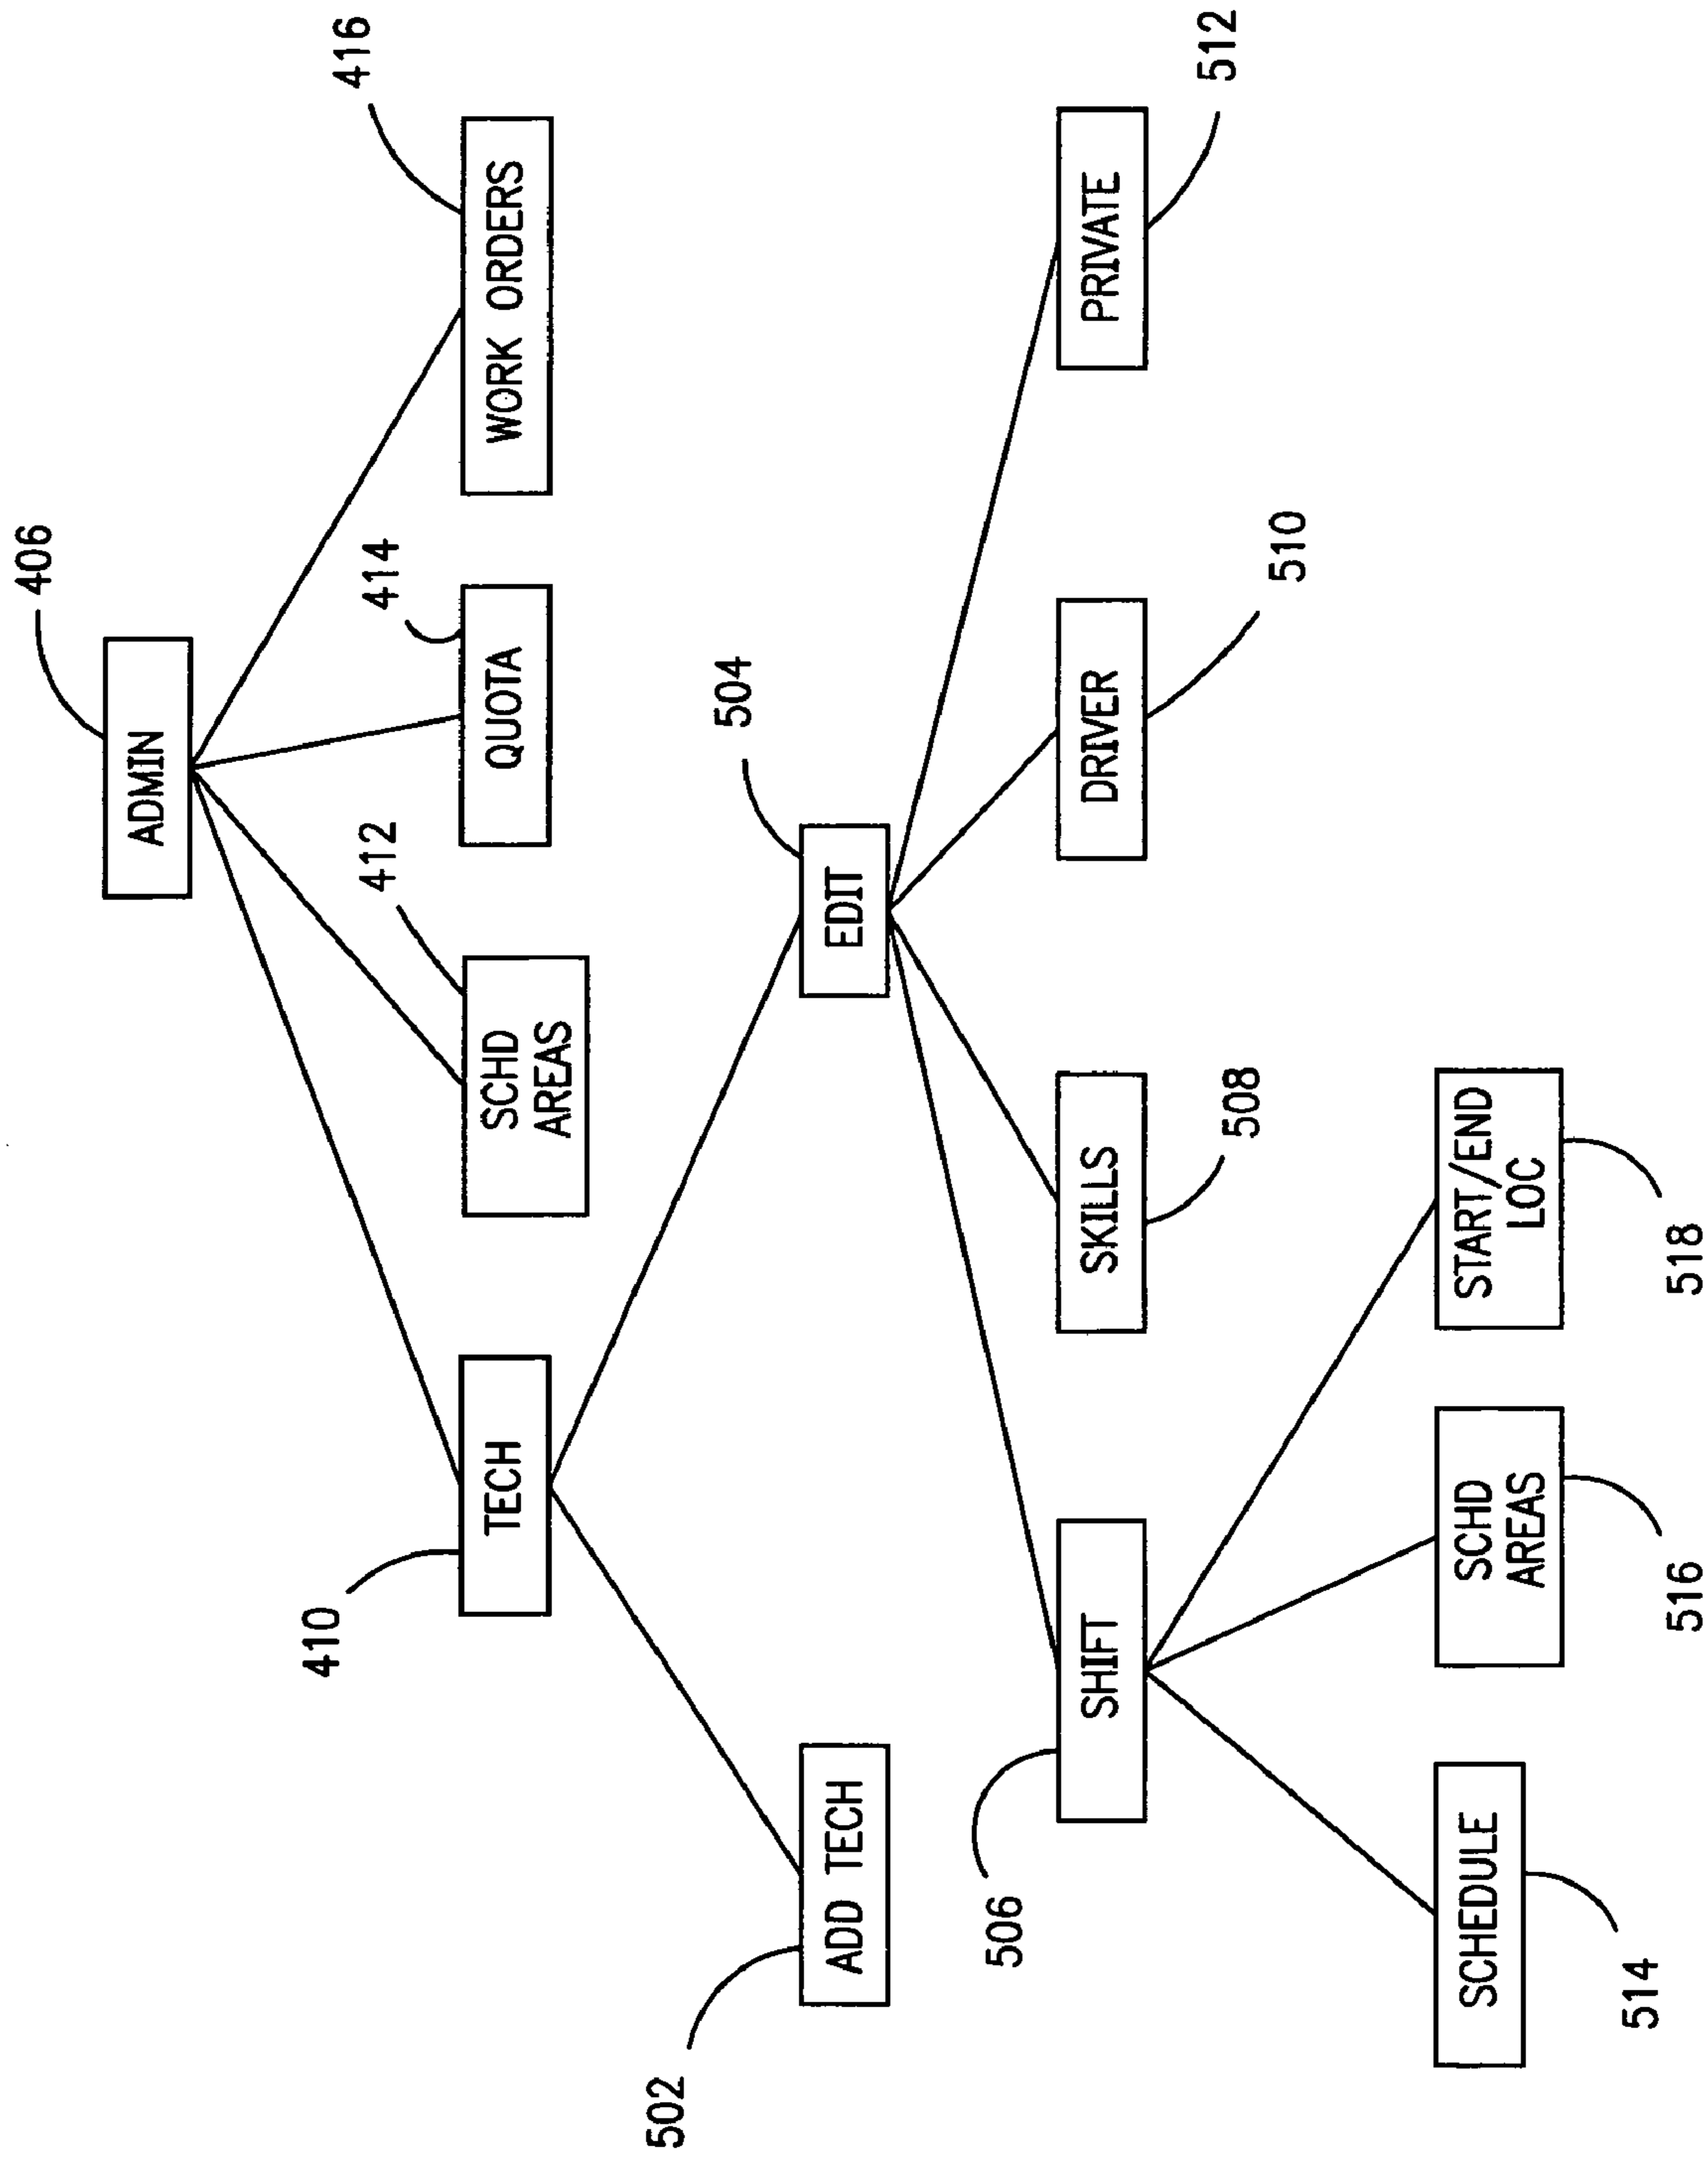 406
ADMIN
410
412
414
416
TECH
SCHD
AREAS
QUOTA
WORK ORDERS
502
504
ADD TECH
EDIT
506
SHIFT
SKILLS
DRIVER
PRIVATE
508
510
512
SCHEDULE
SCHD
AREAS
START/END
LOC
514
516
518